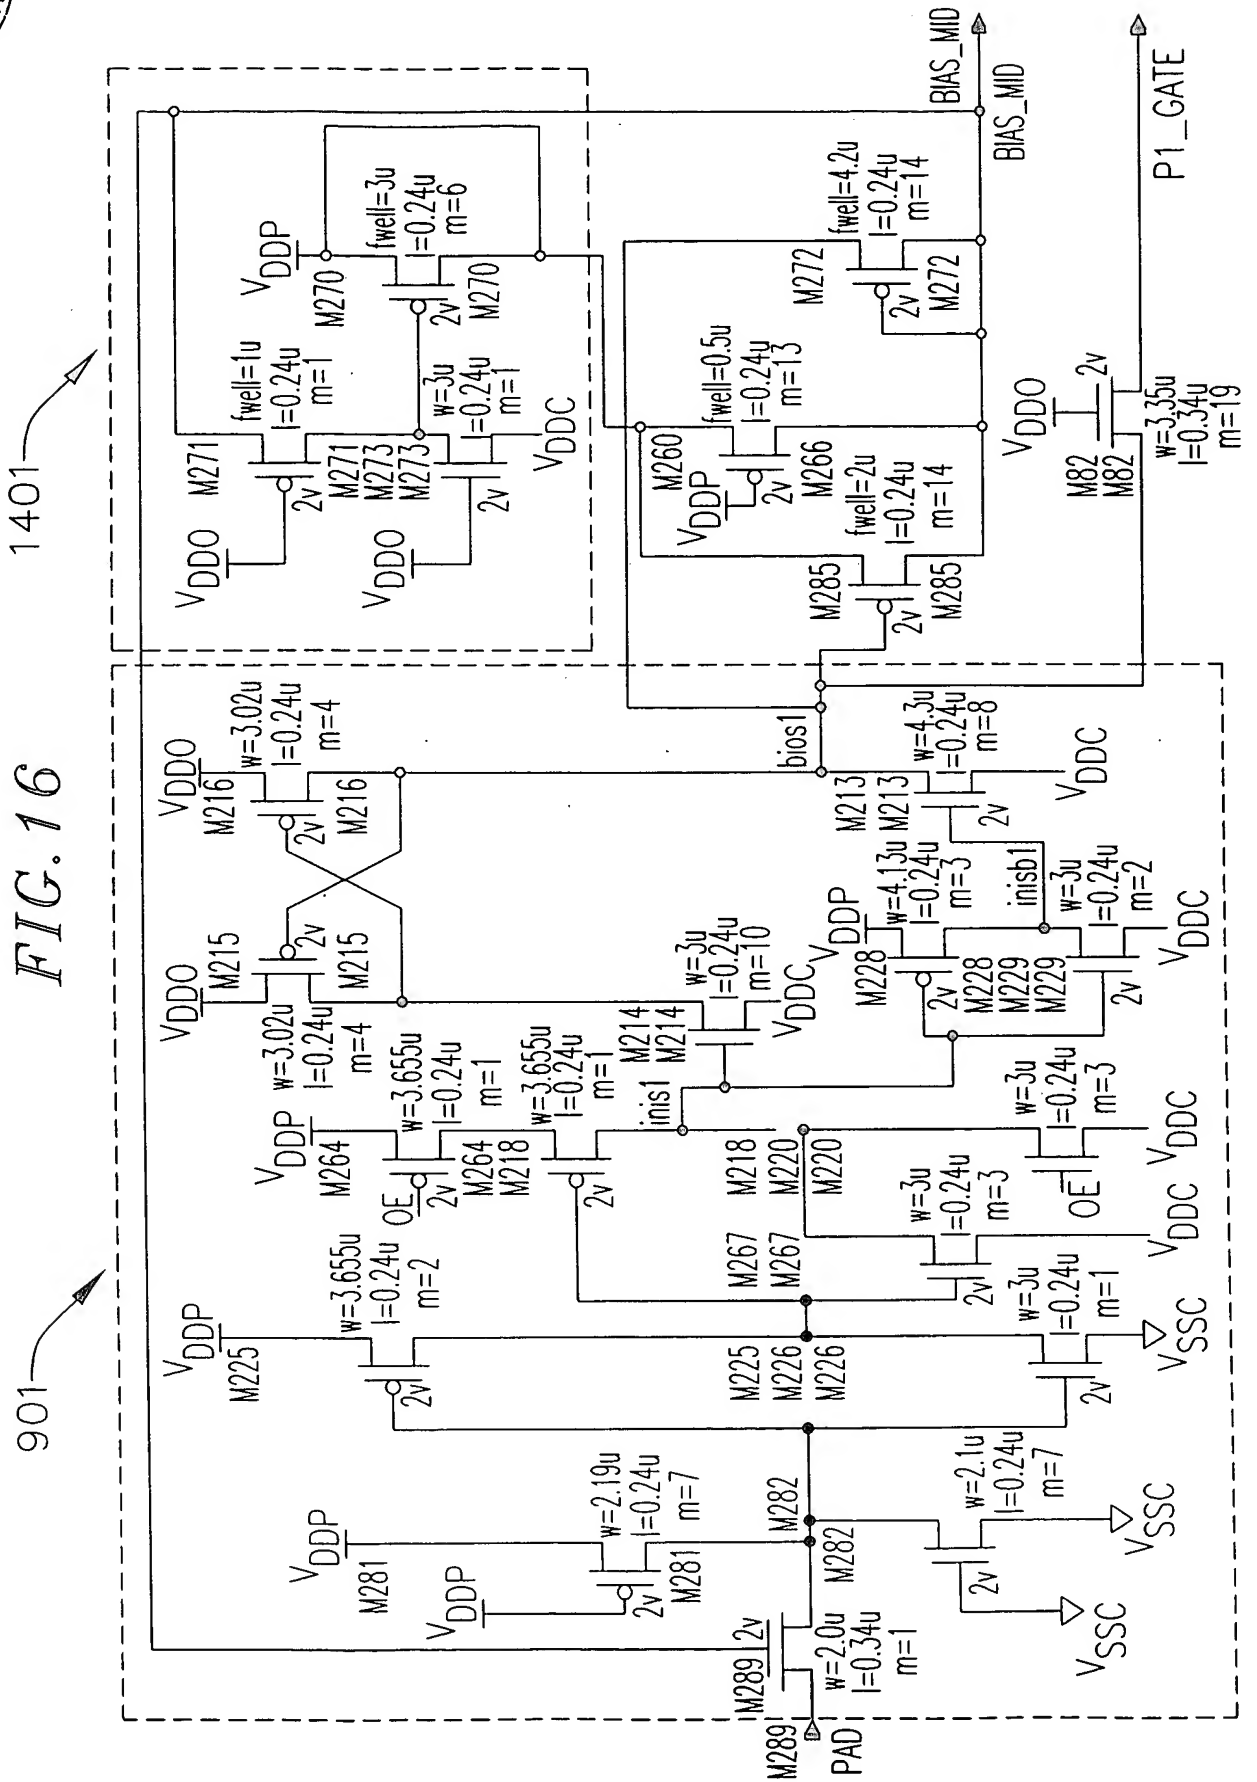 FIG. 16
901
1401
VDDP
M281
VDDP
2v
M281
w=2.19u
l=0.24u
m=7
M289
2v
M289
PAD
w=2.0u
l=0.34u
m=1
M282
M282
w=2.1u
l=0.24u
m=7
2v
VSSC
VSSC
VDDP
M225
w=3.655u
l=0.24u
m=2
2v
M225
M226
M226
w=3u
l=0.24u
m=1
2v
VSSC
VDDP
M264
OE
2v
M264
w=3.655u
l=0.24u
m=1
M218
2v
w=3.655u
l=0.24u
m=1
inis1
M218
M220
M220
M267
M267
w=3u
l=0.24u
m=3
2v
VDDC
w=3u
l=0.24u
m=3
OE
VDDC
VDDO
M215
2v
M215
w=3.02u
l=0.24u
m=4
VDDO
M216
2v
M216
w=3.02u
l=0.24u
m=4
M214
M214
w=3u
l=0.24u
m=10
VDDC
VDDP
M228
w=4.13u
l=0.24u
m=3
2v
M228
M229
M229
inisb1
w=3u
l=0.24u
m=2
2v
VDDC
bios1
M213
M213
w=4.3u
l=0.24u
m=8
2v
VDDC
VDDO
M271
2v
M271
fwell=1u
l=0.24u
m=1
VDDO
M273
M273
w=3u
l=0.24u
m=1
2v
VDDC
VDDP
M270
2v
M270
fwell=3u
l=0.24u
m=6
M285
2v
M285
fwell=2u
l=0.24u
m=14
M260
VDDP
2v
M266
fwell=0.5u
l=0.24u
m=13
M272
2v
M272
fwell=4.2u
l=0.24u
m=14
BIAS_MID
BIAS_MID
VDDO
M82
M82
2v
w=3.35u
l=0.34u
m=19
P1_GATE